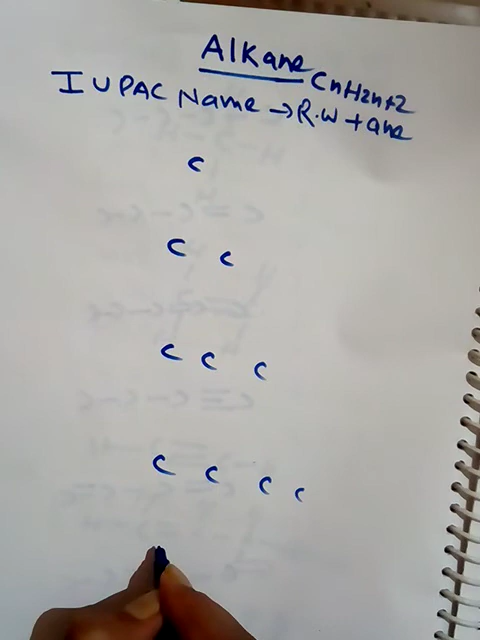 Alkane CnH2n+2
IUPAC Name → R.W + ane
C
C C
C C C
C C C C